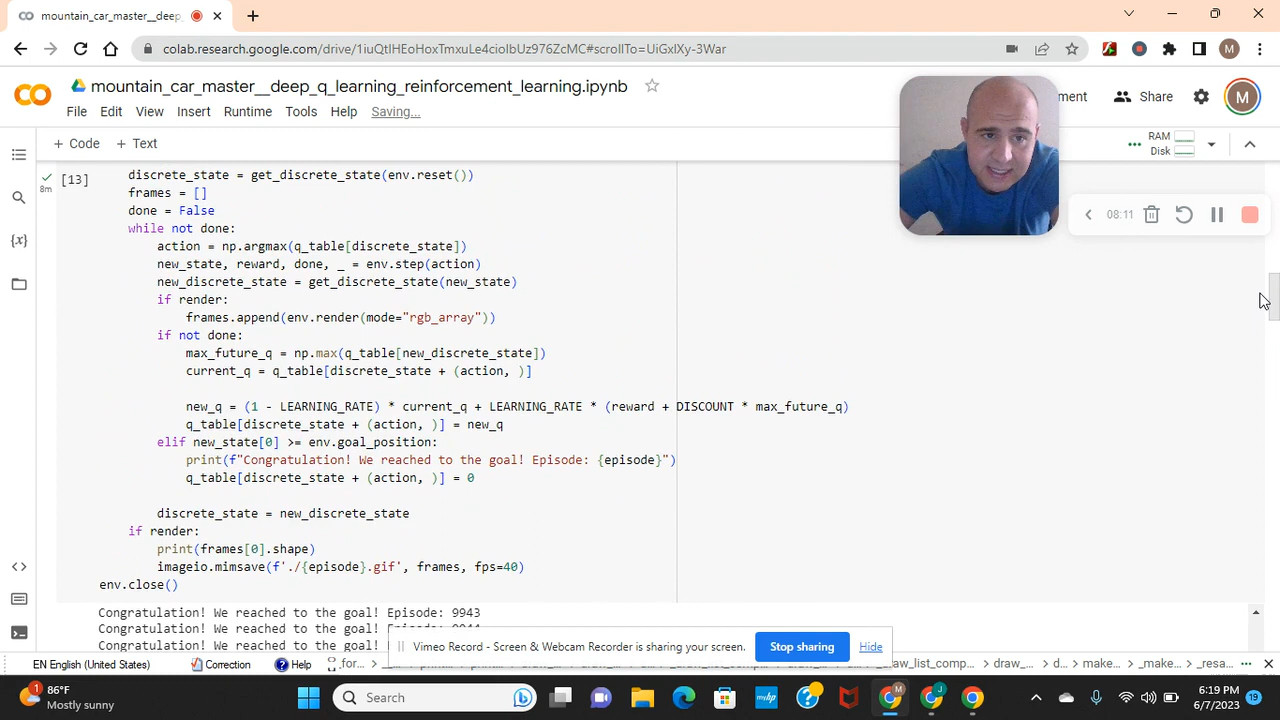 mountain_car_master__deep_
colab.research.google.com/drive/1iuQtIHEoHoxTmxuLe4cioIbUz976ZcMC#scrollTo=UiGxlXy-3War
M
mountain_car_master__deep_q_learning_reinforcement_learning.ipynb
ment
Share
M
File Edit View Insert Runtime Tools Help Saving...
+ Code + Text
RAM
Disk
[13]
8m
discrete_state = get_discrete_state(env.reset())
frames = []
done = False
while not done:
action = np.argmax(q_table[discrete_state])
new_state, reward, done, _ = env.step(action)
new_discrete_state = get_discrete_state(new_state)
if render:
frames.append(env.render(mode="rgb_array"))
if not done:
max_future_q = np.max(q_table[new_discrete_state])
current_q = q_table[discrete_state + (action, )]
new_q = (1 - LEARNING_RATE) * current_q + LEARNING_RATE * (reward + DISCOUNT * max_future_q)
q_table[discrete_state + (action, )] = new_q
elif new_state[0] >= env.goal_position:
print(f"Congratulation! We reached to the goal! Episode: {episode}")
q_table[discrete_state + (action, )] = 0
discrete_state = new_discrete_state
if render:
print(frames[0].shape)
imageio.mimsave(f'./{episode}.gif', frames, fps=40)
env.close()
08:11
Congratulation! We reached to the goal! Episode: 9943
Congratulation! We reached to the goal! Episode:
Vimeo Record - Screen & Webcam Recorder is sharing your screen. Stop sharing Hide
EN English (United States) Correction Help
86°F
Mostly sunny
Search
6:19 PM
6/7/2023
19